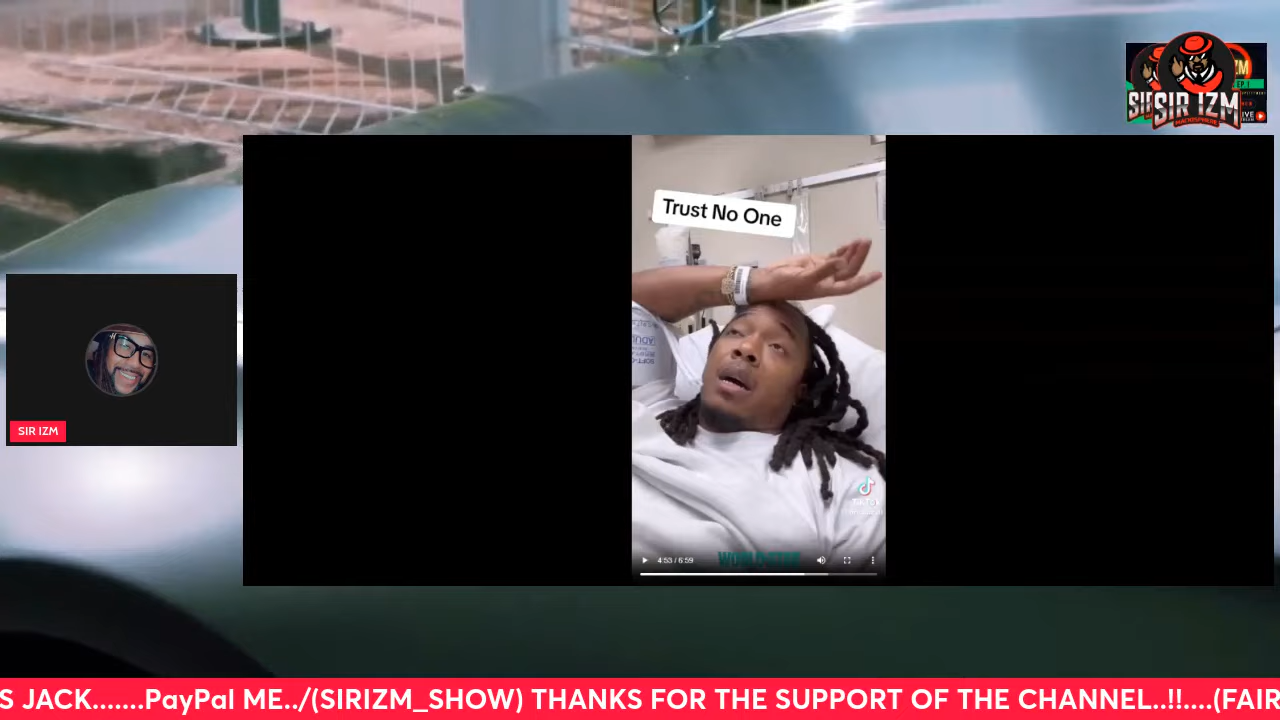 SIR IZM
Trust No One
SIR IZM
4:53 / 6:59
S JACK.......PayPal ME../(SIRIZM_SHOW) THANKS FOR THE SUPPORT OF THE CHANNEL..!!....(FAIR